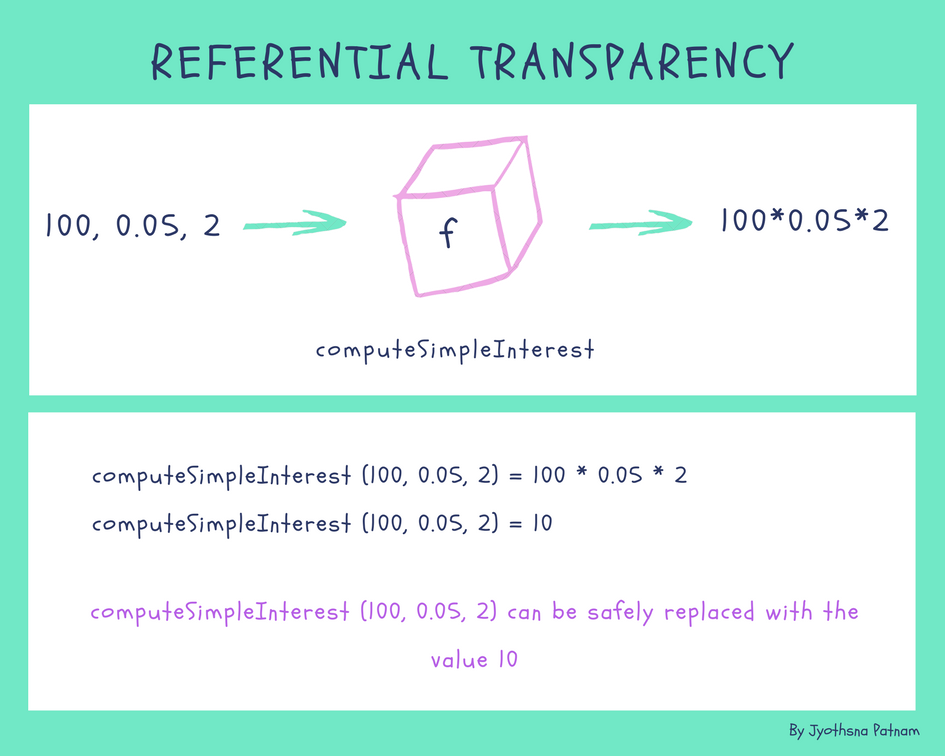 REFERENTIAL TRANSPARENCY
100, 0.05, 2
f
100*0.05*2
computeSimpleInterest
computeSimpleInterest (100, 0.05, 2) = 100 * 0.05 * 2
computeSimpleInterest (100, 0.05, 2) = 10
computeSimpleInterest (100, 0.05, 2) can be safely replaced with the
value 10
By Jyothsna Patnam